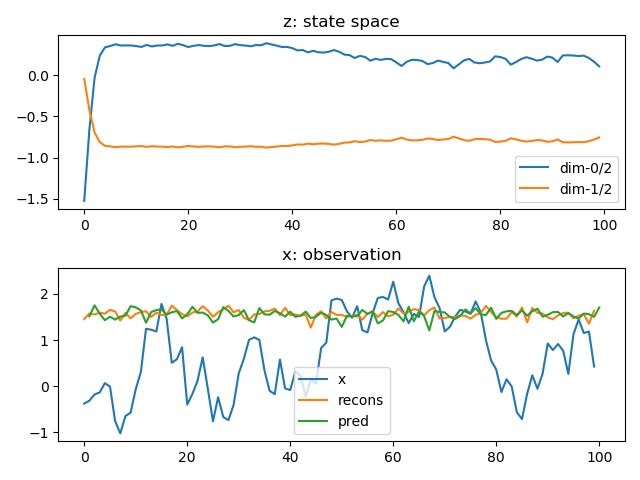 z: state space
0.0
−0.5
−1.0
−1.5
dim-0/2
dim-1/2
0 20 40 60 80 100
x: observation
2
1
0
−1
x
recons
pred
0 20 40 60 80 100